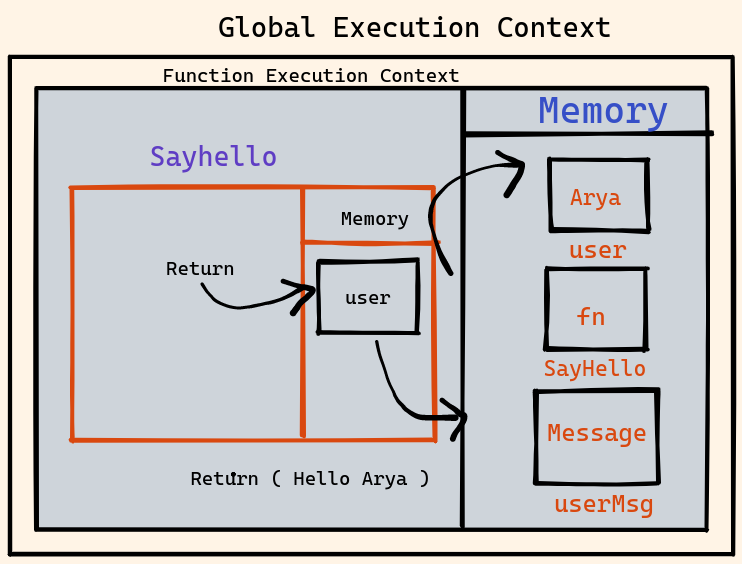 Global Execution Context
Function Execution Context
Memory
Sayhello
Memory
Return
user
Return ( Hello Arya )
Arya
user
fn
SayHello
Message
userMsg